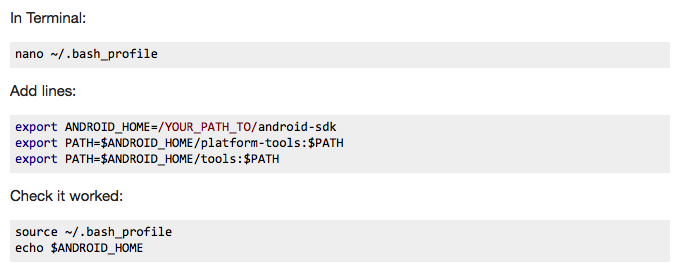 In Terminal:
nano ~/.bash_profile
Add lines:
export ANDROID_HOME=/YOUR_PATH_TO/android-sdk
export PATH=$ANDROID_HOME/platform-tools:$PATH
export PATH=$ANDROID_HOME/tools:$PATH
Check it worked:
source ~/.bash_profile
echo $ANDROID_HOME